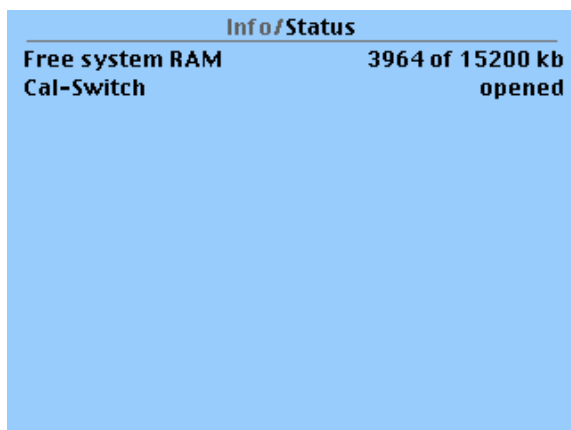 Info/Status
Free system RAM 3964 of 15200 kb
Cal-Switch opened